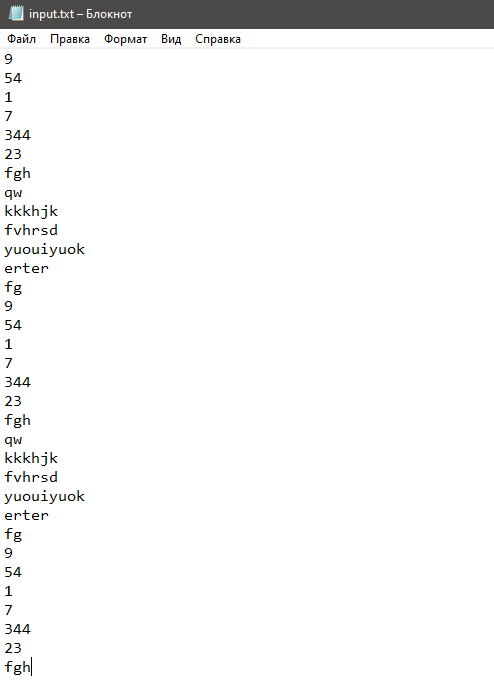 input.txt – Блокнот
Файл Правка Формат Вид Справка
9
54
1
7
344
23
fgh
qw
kkkhjk
fvhrsd
yuouiyuok
erter
fg
9
54
1
7
344
23
fgh
qw
kkkhjk
fvhrsd
yuouiyuok
erter
fg
9
54
1
7
344
23
fgh